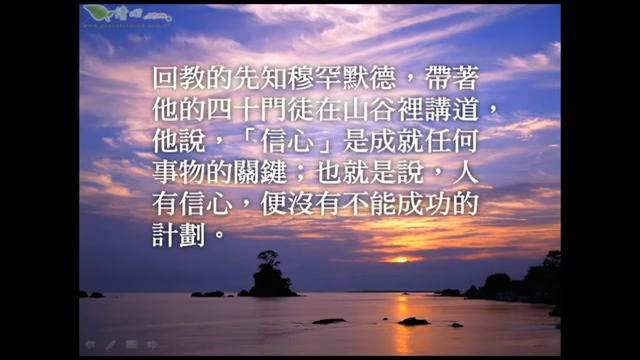 回教的先知穆罕默德，帶著
他的四十門徒在山谷裡講道，
他說，「信心」是成就任何
事物的關鍵；也就是說，人
有信心，便沒有不能成功的
計劃。